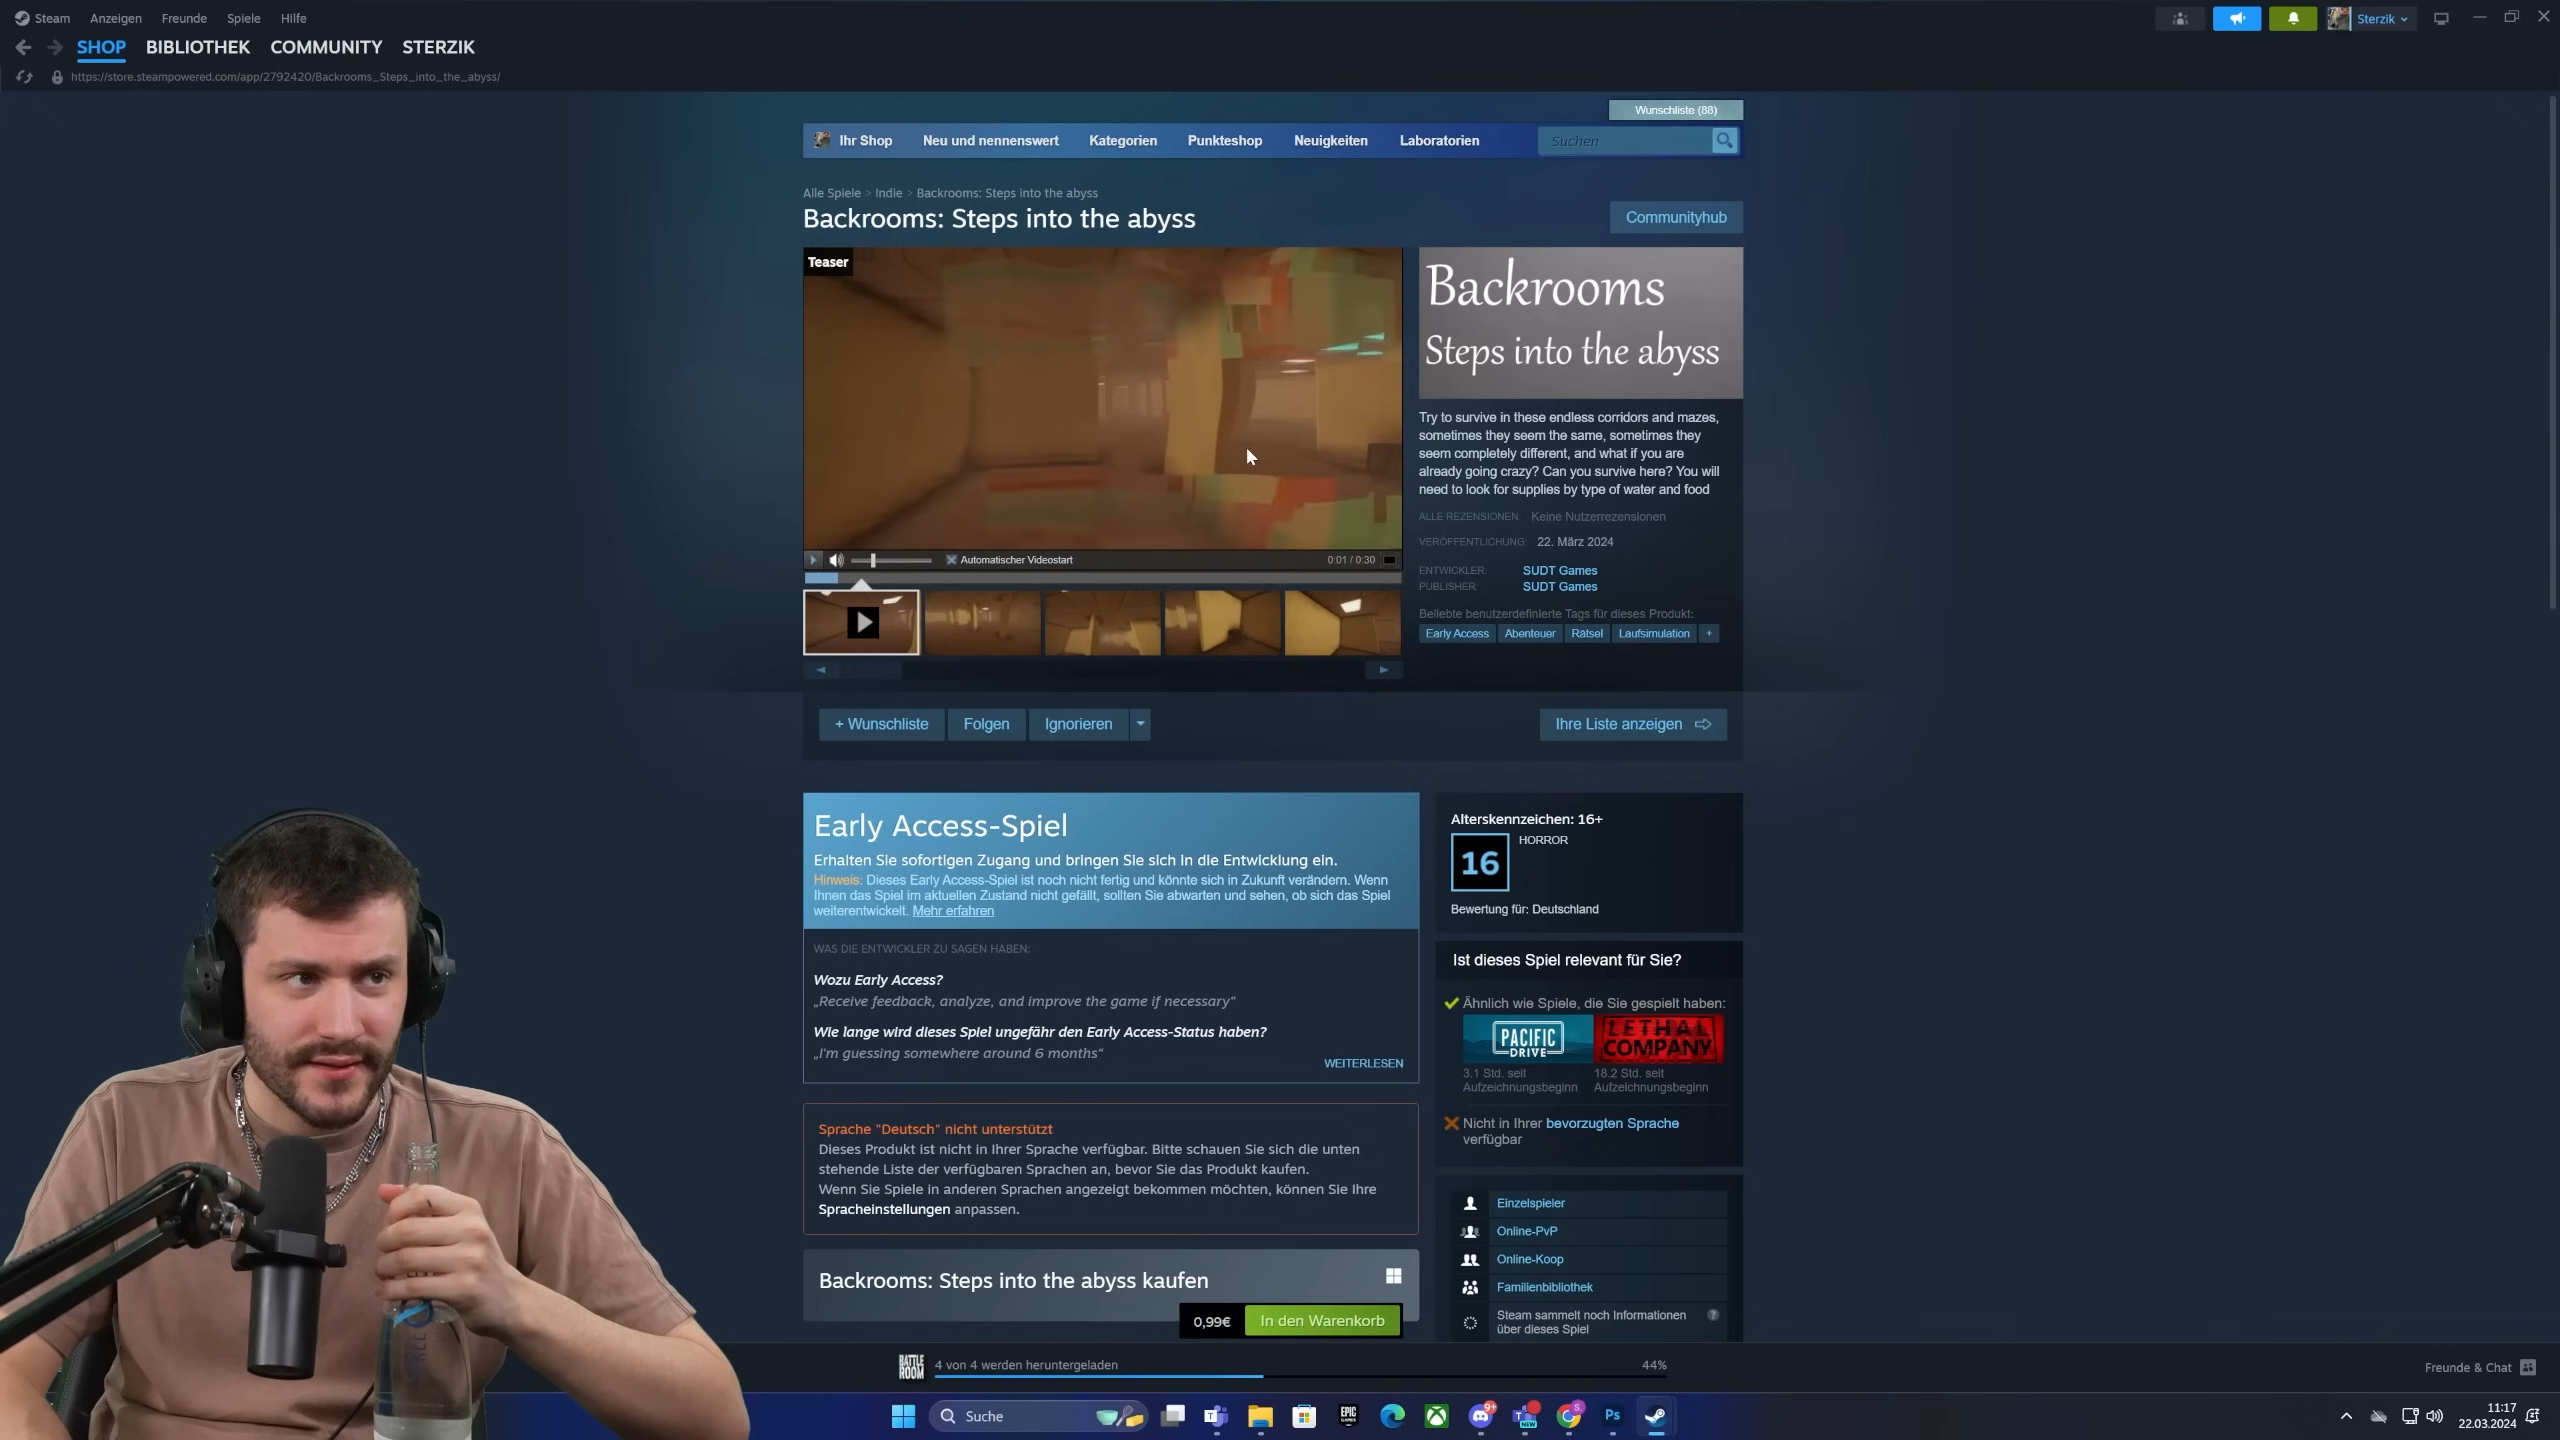 Steam Anzeigen Freunde Spiele Hilfe
Sterzik
SHOP BIBLIOTHEK COMMUNITY STERZIK
https://store.steampowered.com/app/2792420/Backrooms_Steps_into_the_abyss/
Wunschliste (88)
Ihr Shop Neu und nennenswert Kategorien Punkteshop Neuigkeiten Laboratorien Suchen
Alle Spiele > Indie > Backrooms: Steps into the abyss
Backrooms: Steps into the abyss
Communityhub
Teaser
Automatischer Videostart
0:01 / 0:30
Backrooms
Steps into the abyss
Try to survive in these endless corridors and mazes,
sometimes they seem the same, sometimes they
seem completely different, and what if you are
already going crazy? Can you survive here? You will
need to look for supplies by type of water and food
ALLE REZENSIONEN: Keine Nutzerrezensionen
VERÖFFENTLICHUNG: 22. März 2024
ENTWICKLER: SUDT Games
PUBLISHER: SUDT Games
Beliebte benutzerdefinierte Tags für dieses Produkt:
Early Access Abenteuer Rätsel Laufsimulation +
+ Wunschliste Folgen Ignorieren
Ihre Liste anzeigen
Early Access-Spiel
Erhalten Sie sofortigen Zugang und bringen Sie sich in die Entwicklung ein.
Hinweis: Dieses Early Access-Spiel ist noch nicht fertig und könnte sich in Zukunft verändern. Wenn
Ihnen das Spiel im aktuellen Zustand nicht gefällt, sollten Sie abwarten und sehen, ob sich das Spiel
weiterentwickelt. Mehr erfahren
WAS DIE ENTWICKLER ZU SAGEN HABEN:
Wozu Early Access?
„Receive feedback, analyze, and improve the game if necessary“
Wie lange wird dieses Spiel ungefähr den Early Access-Status haben?
„I'm guessing somewhere around 6 months“
WEITERLESEN
Sprache "Deutsch" nicht unterstützt
Dieses Produkt ist nicht in Ihrer Sprache verfügbar. Bitte schauen Sie sich die unten
stehende Liste der verfügbaren Sprachen an, bevor Sie das Produkt kaufen.
Wenn Sie Spiele in anderen Sprachen angezeigt bekommen möchten, können Sie Ihre
Spracheinstellungen anpassen.
Backrooms: Steps into the abyss kaufen
0,99€ In den Warenkorb
Alterskennzeichen: 16+
16
HORROR
Bewertung für: Deutschland
Ist dieses Spiel relevant für Sie?
Ähnlich wie Spiele, die Sie gespielt haben:
PACIFIC
DRIVE
LETHAL
COMPANY
3.1 Std. seit
Aufzeichnungsbeginn
18.2 Std. seit
Aufzeichnungsbeginn
Nicht in Ihrer bevorzugten Sprache
verfügbar
Einzelspieler
Online-PvP
Online-Koop
Familienbibliothek
Steam sammelt noch Informationen
über dieses Spiel
?
BATTLE
ROOM
4 von 4 werden heruntergeladen
44%
Freunde & Chat
Suche
EPIC
GAMES
9+
NEW
S
Ps
11:17
22.03.2024